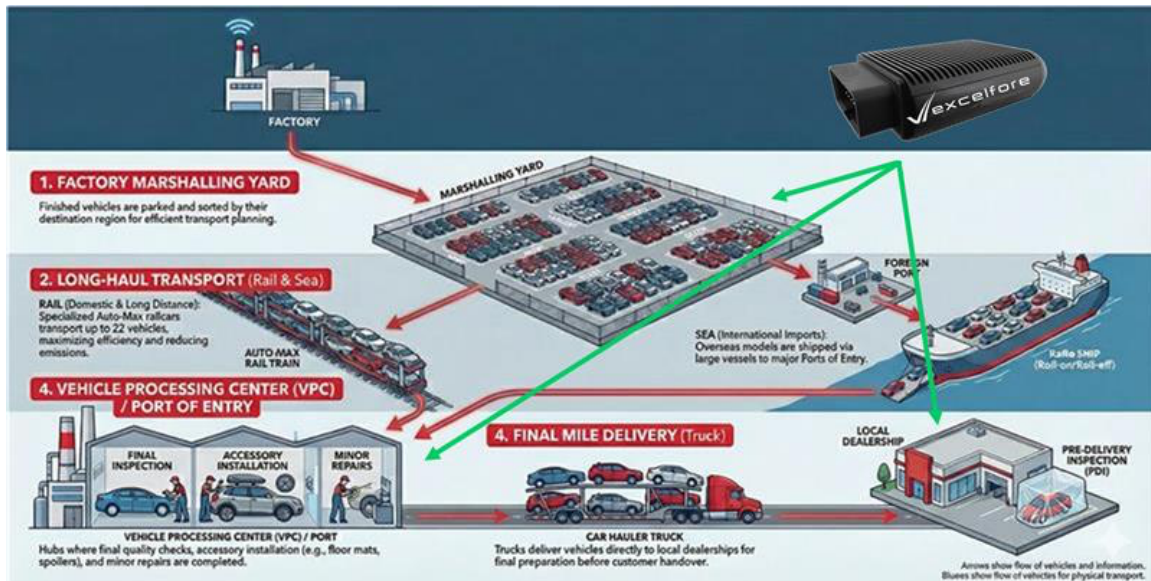 excelfore
FACTORY
1. FACTORY MARSHALLING YARD
Finished vehicles are parked and sorted by their
destination region for efficient transport planning.
MARSHALLING YARD
2. LONG-HAUL TRANSPORT (Rail & Sea)
RAIL (Domestic & Long Distance):
Specialized Auto-Max railcars
transport up to 22 vehicles,
maximizing efficiency and reducing
emissions.
AUTO-MAX
RAIL TRAIN
FOREIGN
PORT
SEA (International Imports):
Overseas models are shipped via
large vessels to major Ports of Entry.
RaRo SHIP
(Roll-on/Roll-eff)
4. VEHICLE PROCESSING CENTER (VPC)
/ PORT OF ENTRY
FINAL
INSPECTION
ACCESSORY
INSTALLATION
MINOR
REPAIRS
VEHICLE PROCESSING CENTER (VPC) / PORT
Hubs where final quality checks, accessory installation (e.g., floor mats,
spoilers), and minor repairs are completed.
4. FINAL MILE DELIVERY (Truck)
CAR HAULER TRUCK
Trucks deliver vehicles directly to local dealerships for
final preparation before customer handover.
LOCAL
DEALERSHIP
PRE-DELIVERY
INSPECTION
(PDI)
Arrows show flow of vehicles and information.
Bluees show flow of vehicles for physical transport.